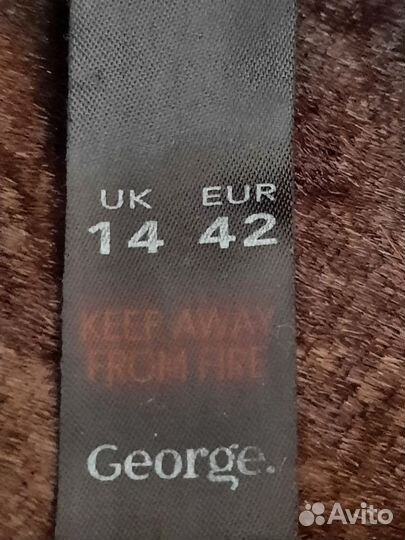 UK EUR
14 42
KEEP AWAY
FROM FIRE
George.
Avito